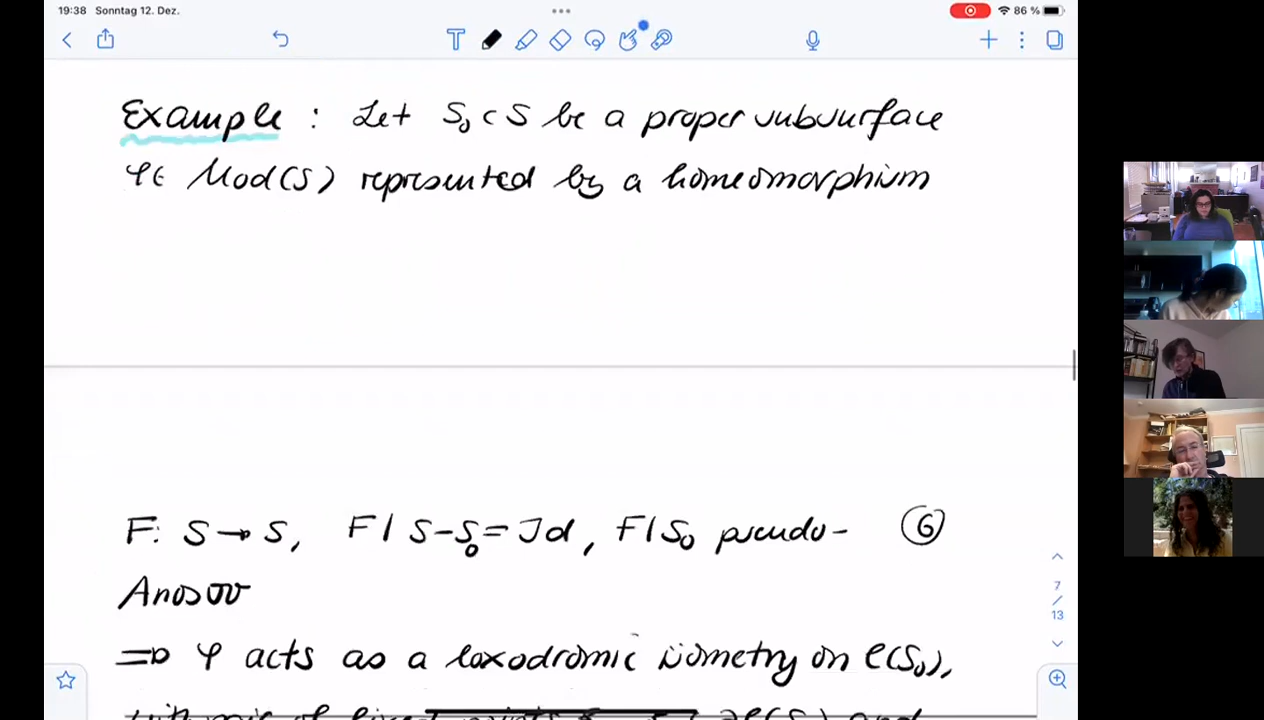 19:38 Sonntag 12. Dez.
86 %
Example : Let S₀ ⊂ S be a proper subsurface
φ ∈ Mod(S) represented by a homeomorphism
F: S → S, F | S-S₀ = Id, F | S₀ pseudo-
6
Anosov
⇒ φ acts as a loxodromic isometry on C(S₀),
7
/
13